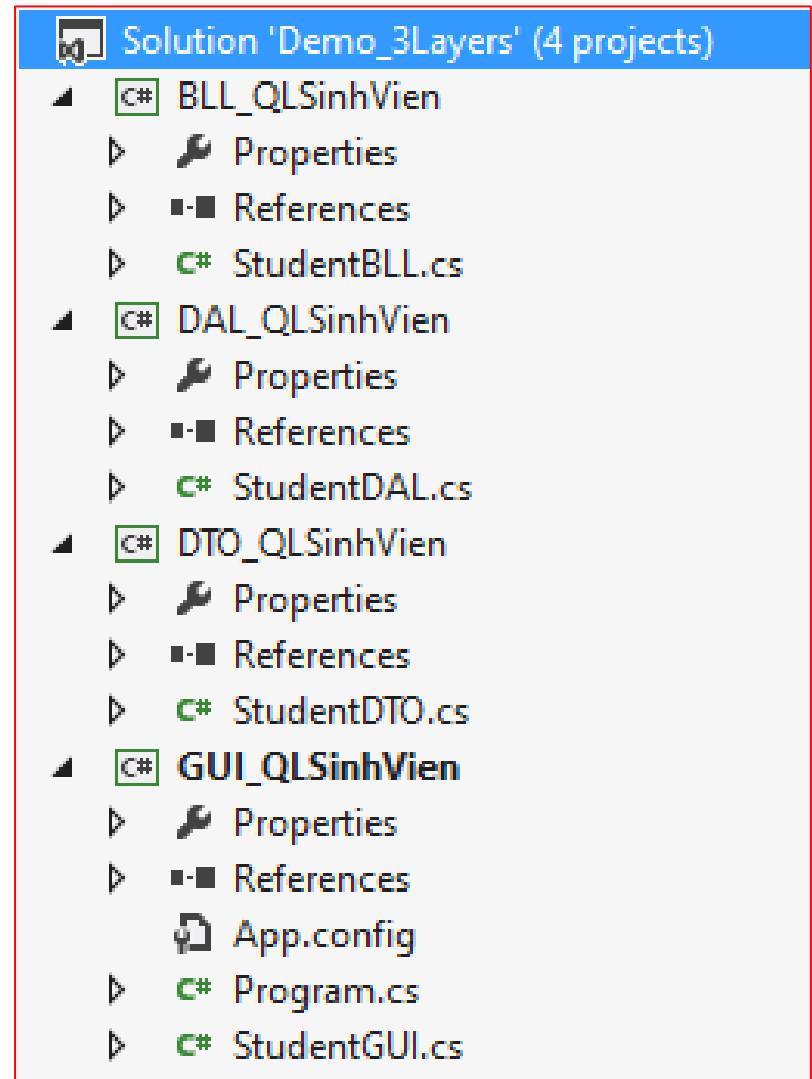 Solution 'Demo_3Layers' (4 projects)
C# BLL_QLSinhVien
Properties
References
C# StudentBLL.cs
C# DAL_QLSinhVien
Properties
References
C# StudentDAL.cs
C# DTO_QLSinhVien
Properties
References
C# StudentDTO.cs
C# GUI_QLSinhVien
Properties
References
App.config
C# Program.cs
C# StudentGUI.cs